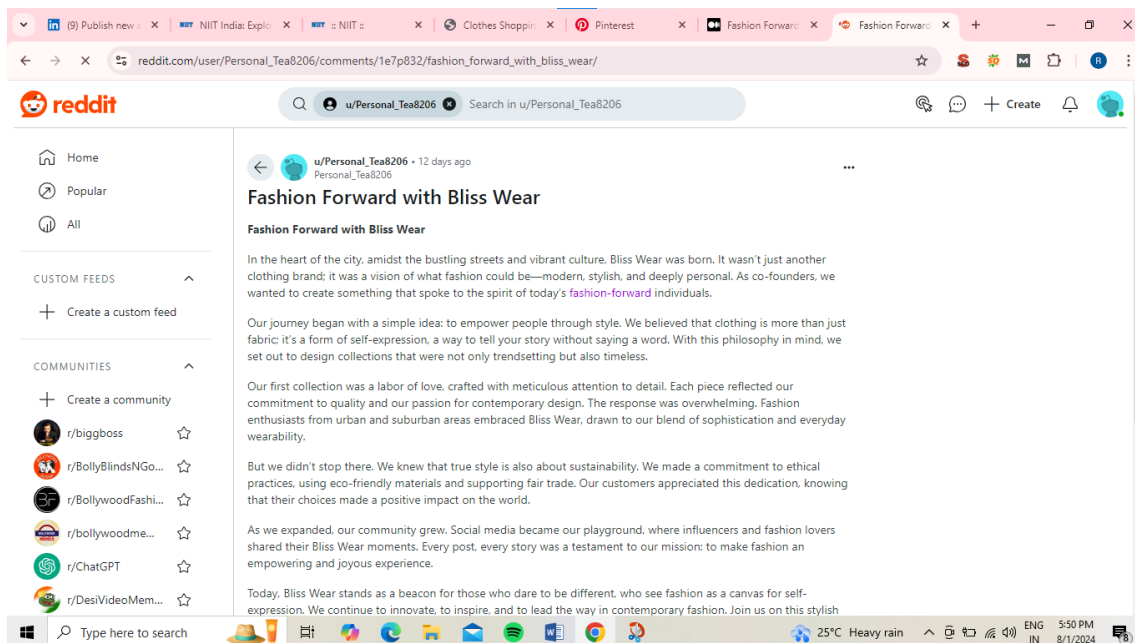 (9) Publish new a
NIIT India: Explo
:: NIIT ::
Clothes Shoppin
Pinterest
Fashion Forward
Fashion Forward
reddit.com/user/Personal_Tea8206/comments/1e7p832/fashion_forward_with_bliss_wear/
reddit
u/Personal_Tea8206
Search in u/Personal_Tea8206
Create
Home
Popular
All
CUSTOM FEEDS
Create a custom feed
COMMUNITIES
Create a community
r/biggboss
r/BollyBlindsNGo...
r/BollywoodFashi...
r/bollywoodme...
r/ChatGPT
r/DesiVideoMem...
u/Personal_Tea8206 • 12 days ago
Personal_Tea8206
Fashion Forward with Bliss Wear
Fashion Forward with Bliss Wear
In the heart of the city, amidst the bustling streets and vibrant culture, Bliss Wear was born. It wasn't just another
clothing brand; it was a vision of what fashion could be—modern, stylish, and deeply personal. As co-founders, we
wanted to create something that spoke to the spirit of today's fashion-forward individuals.
Our journey began with a simple idea: to empower people through style. We believed that clothing is more than just
fabric; it's a form of self-expression, a way to tell your story without saying a word. With this philosophy in mind, we
set out to design collections that were not only trendsetting but also timeless.
Our first collection was a labor of love, crafted with meticulous attention to detail. Each piece reflected our
commitment to quality and our passion for contemporary design. The response was overwhelming. Fashion
enthusiasts from urban and suburban areas embraced Bliss Wear, drawn to our blend of sophistication and everyday
wearability.
But we didn't stop there. We knew that true style is also about sustainability. We made a commitment to ethical
practices, using eco-friendly materials and supporting fair trade. Our customers appreciated this dedication, knowing
that their choices made a positive impact on the world.
As we expanded, our community grew. Social media became our playground, where influencers and fashion lovers
shared their Bliss Wear moments. Every post, every story was a testament to our mission: to make fashion an
empowering and joyous experience.
Today, Bliss Wear stands as a beacon for those who dare to be different, who see fashion as a canvas for self-
expression. We continue to innovate, to inspire, and to lead the way in contemporary fashion. Join us on this stylish
Type here to search
25°C Heavy rain
ENG
IN
5:50 PM
8/1/2024